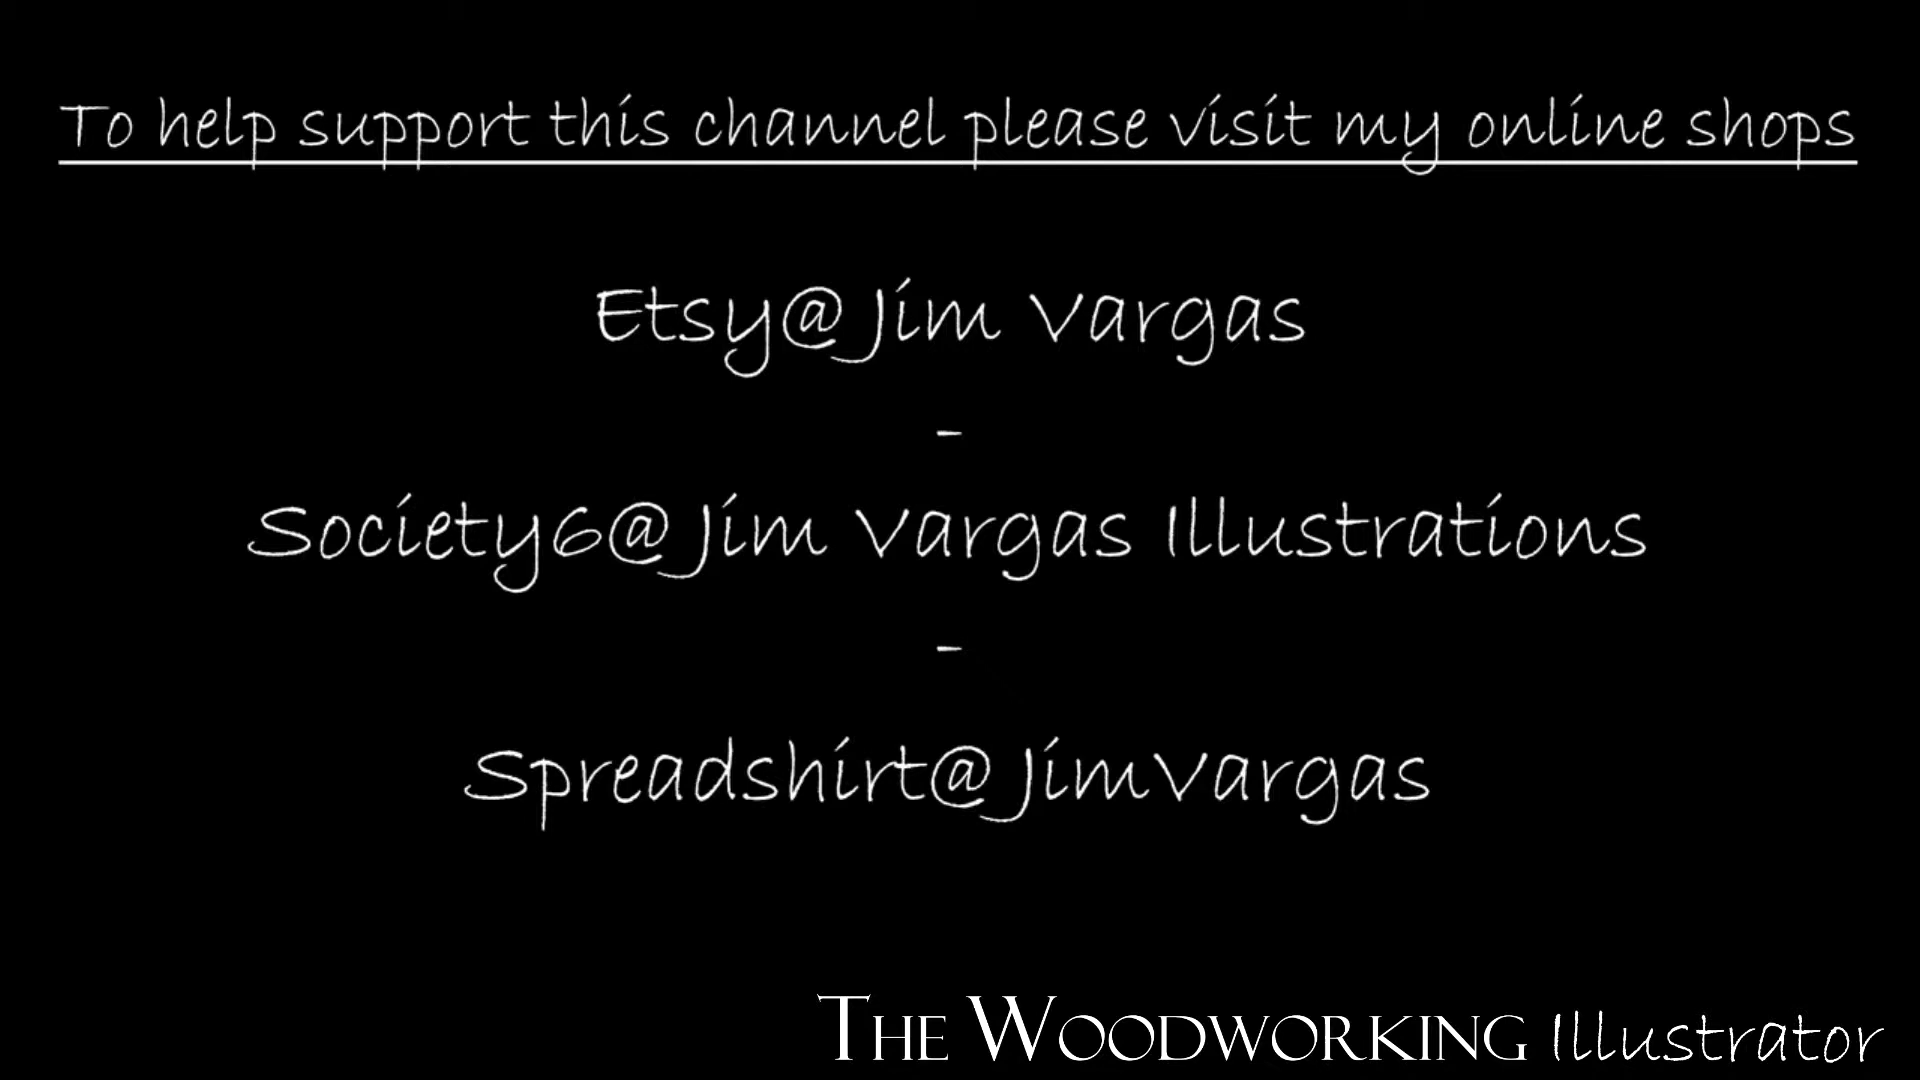 To help support this channel please visit my online shops
Etsy@Jim Vargas
-
Society6@Jim Vargas Illustrations
-
Spreadshirt@JimVargas
THE WOODWORKING Illustrator